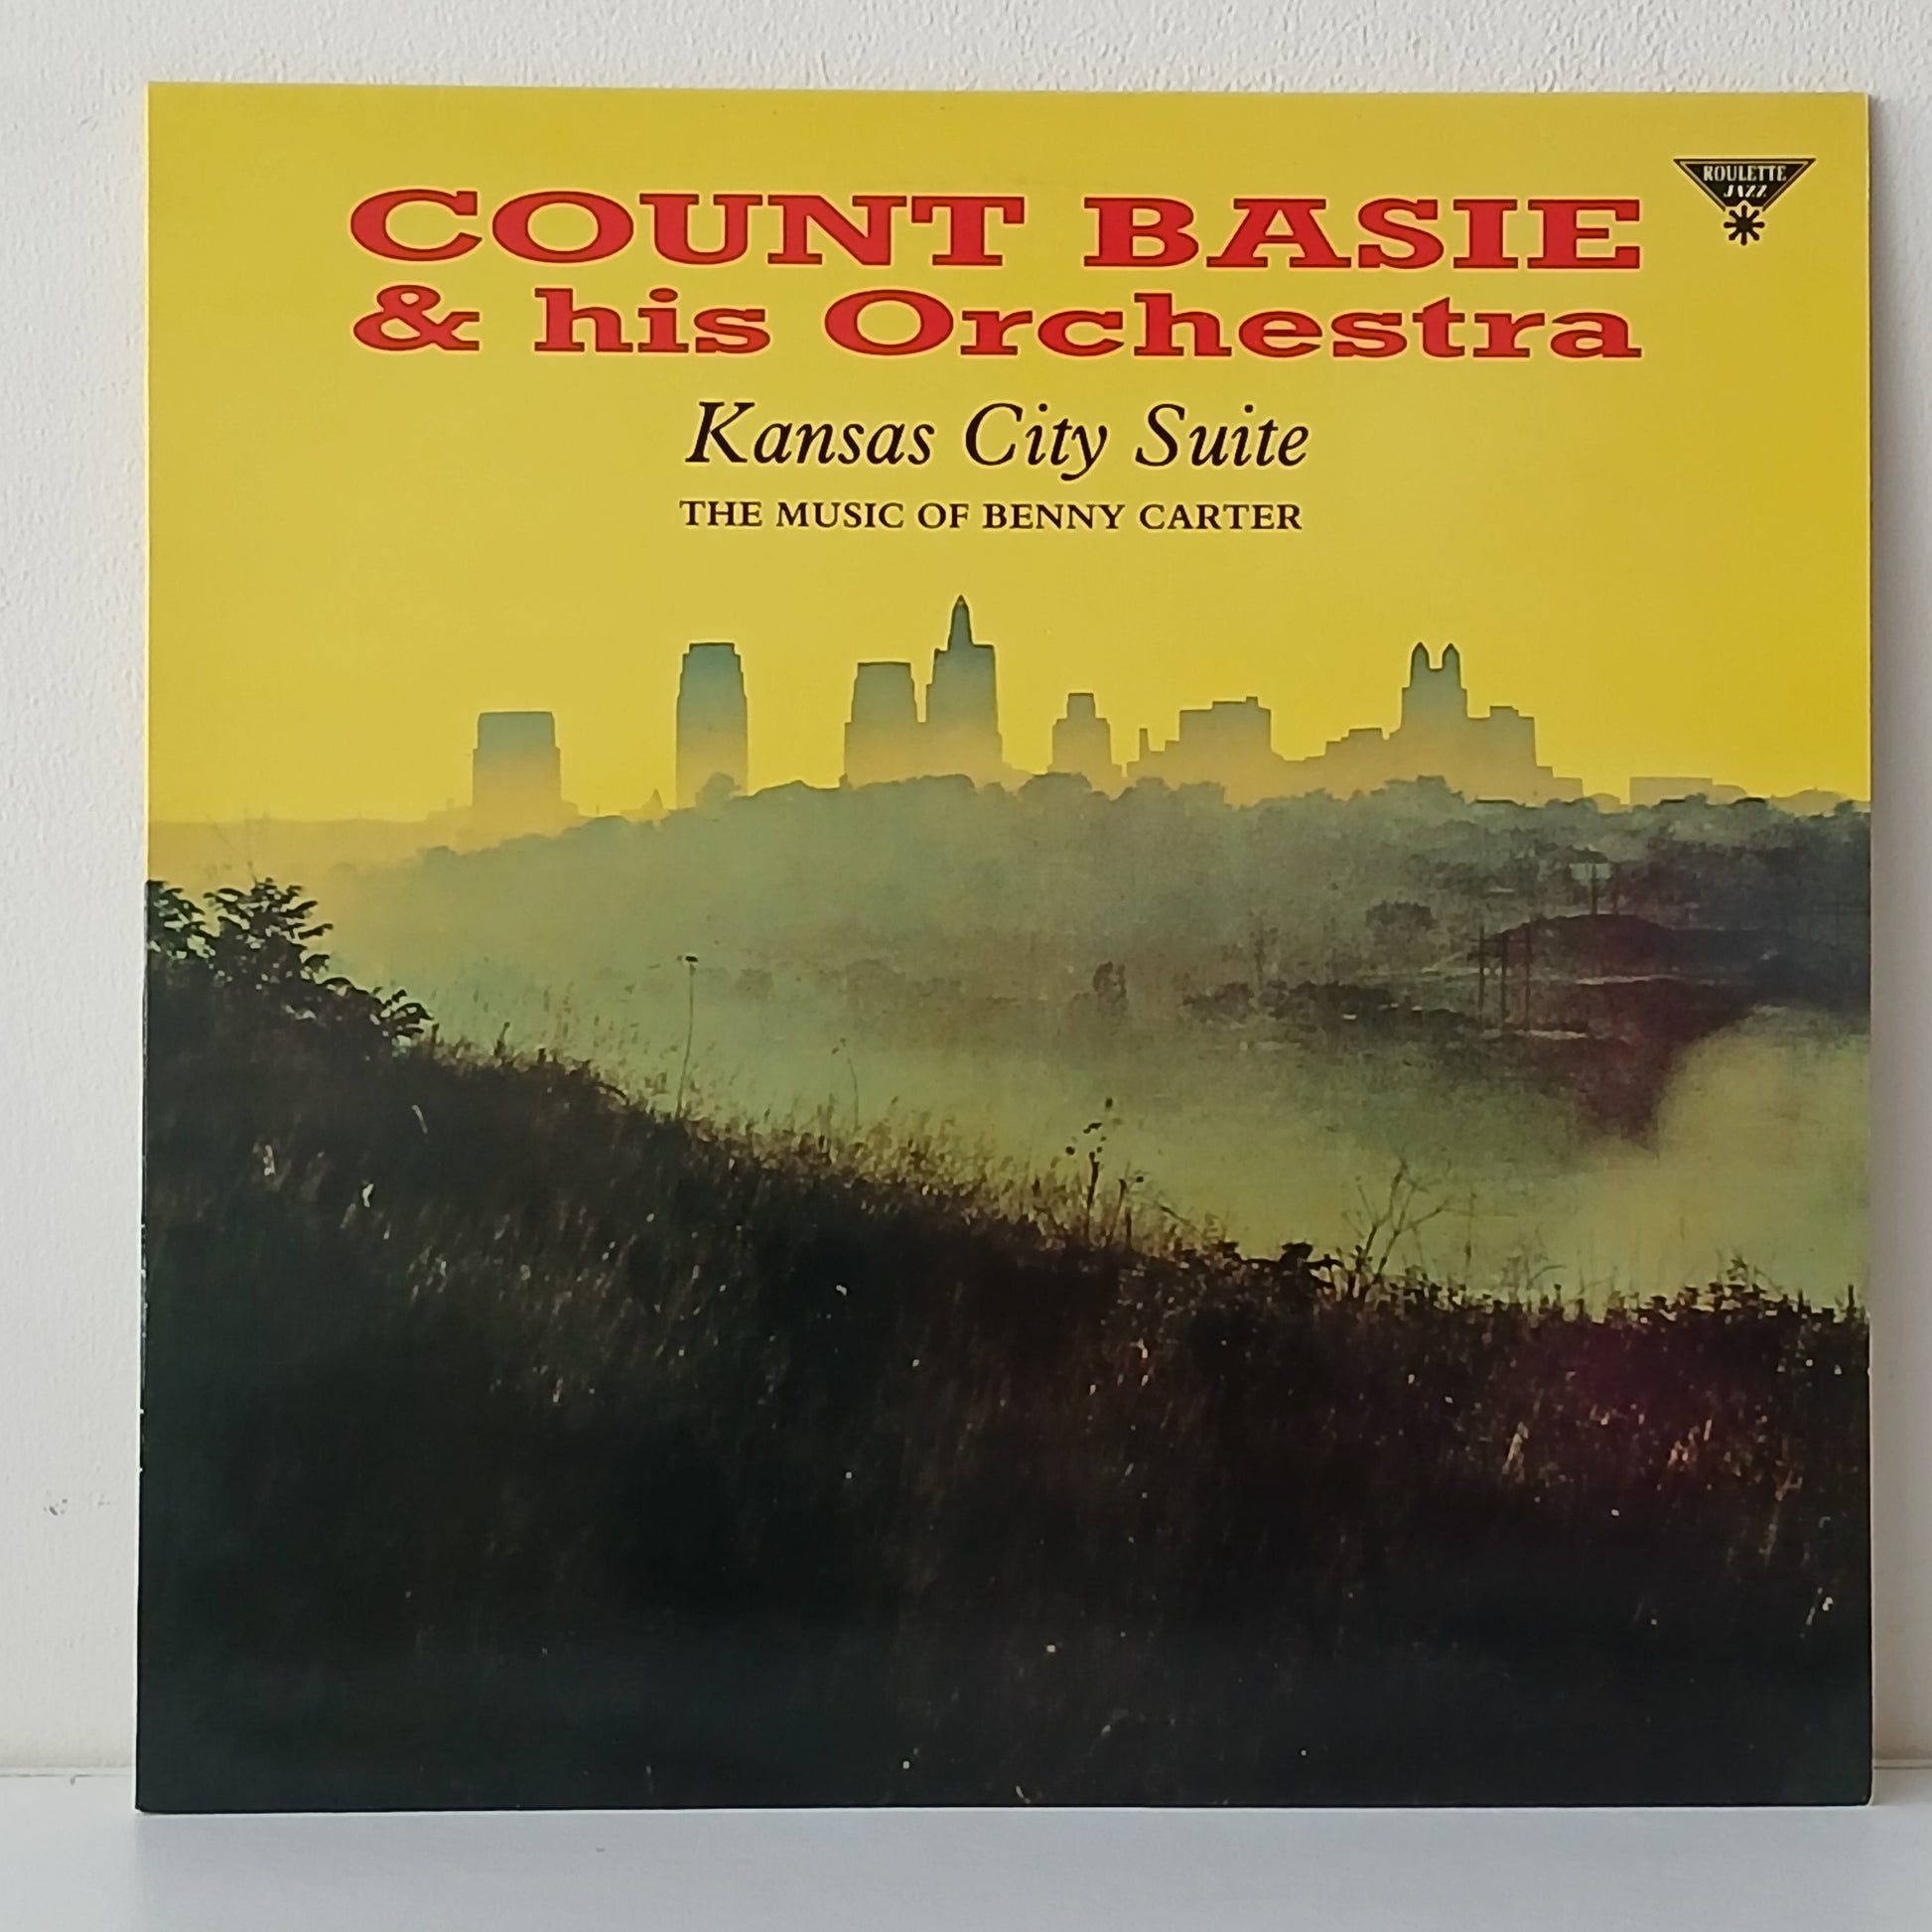 ROULETTE
JAZZ
COUNT BASIE
& his Orchestra
Kansas City Suite
THE MUSIC OF BENNY CARTER